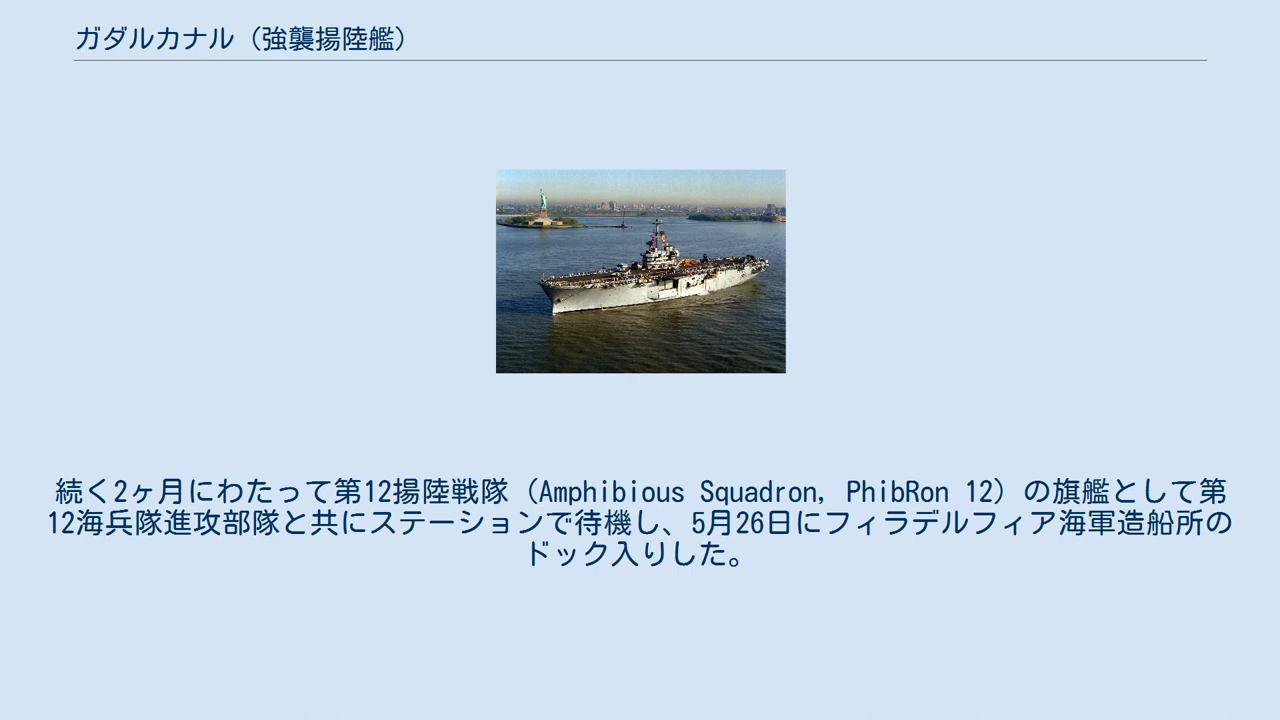 ガダルカナル（強襲揚陸艦）
続く2ヶ月にわたって第12揚陸戦隊（Amphibious Squadron, PhibRon 12）の旗艦として第
12海兵隊進攻部隊と共にステーションで待機し、5月26日にフィラデルフィア海軍造船所の
ドック入りした。